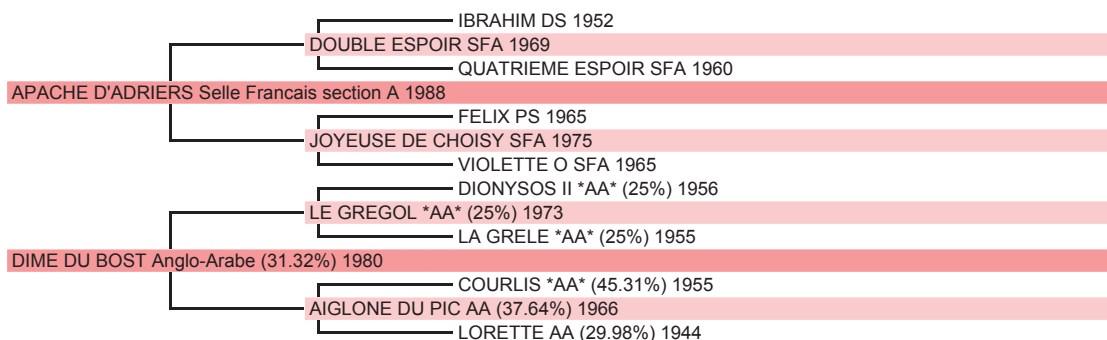 IBRAHIM DS 1952
DOUBLE ESPOIR SFA 1969
QUATRIEME ESPOIR SFA 1960
APACHE D'ADRIERS Selle Francais section A 1988
FELIX PS 1965
JOYEUSE DE CHOISY SFA 1975
VIOLETTE O SFA 1965
DIONYSOS II *AA* (25%) 1956
LE GREGOL *AA* (25%) 1973
LA GRELE *AA* (25%) 1955
DIME DU BOST Anglo-Arabe (31.32%) 1980
COURLIS *AA* (45.31%) 1955
AIGLONE DU PIC AA (37.64%) 1966
LORETTE AA (29.98%) 1944